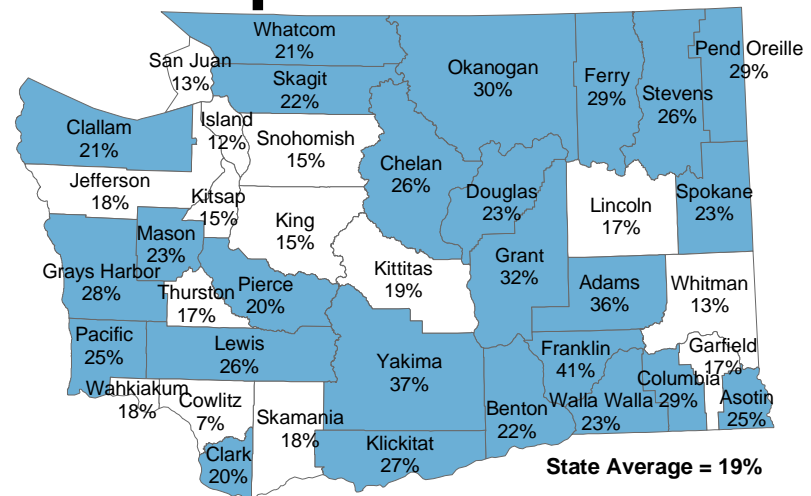 Whatcom
21%
San Juan
13%
Skagit
22%
Okanogan
30%
Ferry
29%
Stevens
26%
Pend Oreille
29%
Clallam
21%
Island
12%
Snohomish
15%
Chelan
26%
Douglas
23%
Lincoln
17%
Spokane
23%
Jefferson
18%
Kitsap
15%
King
15%
Mason
23%
Grays Harbor
28%
Thurston
17%
Pierce
20%
Kittitas
19%
Grant
32%
Adams
36%
Whitman
13%
Pacific
25%
Lewis
26%
Yakima
37%
Franklin
41%
Garfield
17%
Columbia
29%
Asotin
25%
Walla Walla
23%
Benton
22%
Wahkiakum
18%
Cowlitz
7%
Skamania
18%
Clark
20%
Klickitat
27%
State Average = 19%